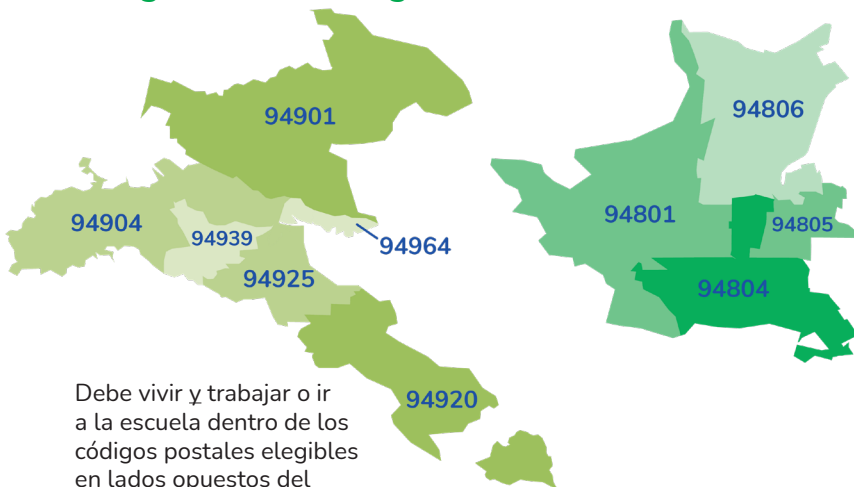 94901
94806
94904
94801
94939
94805
94964
94925
94804
94920
Debe vivir y trabajar o ir
a la escuela dentro de los
códigos postales elegibles
en lados opuestos del